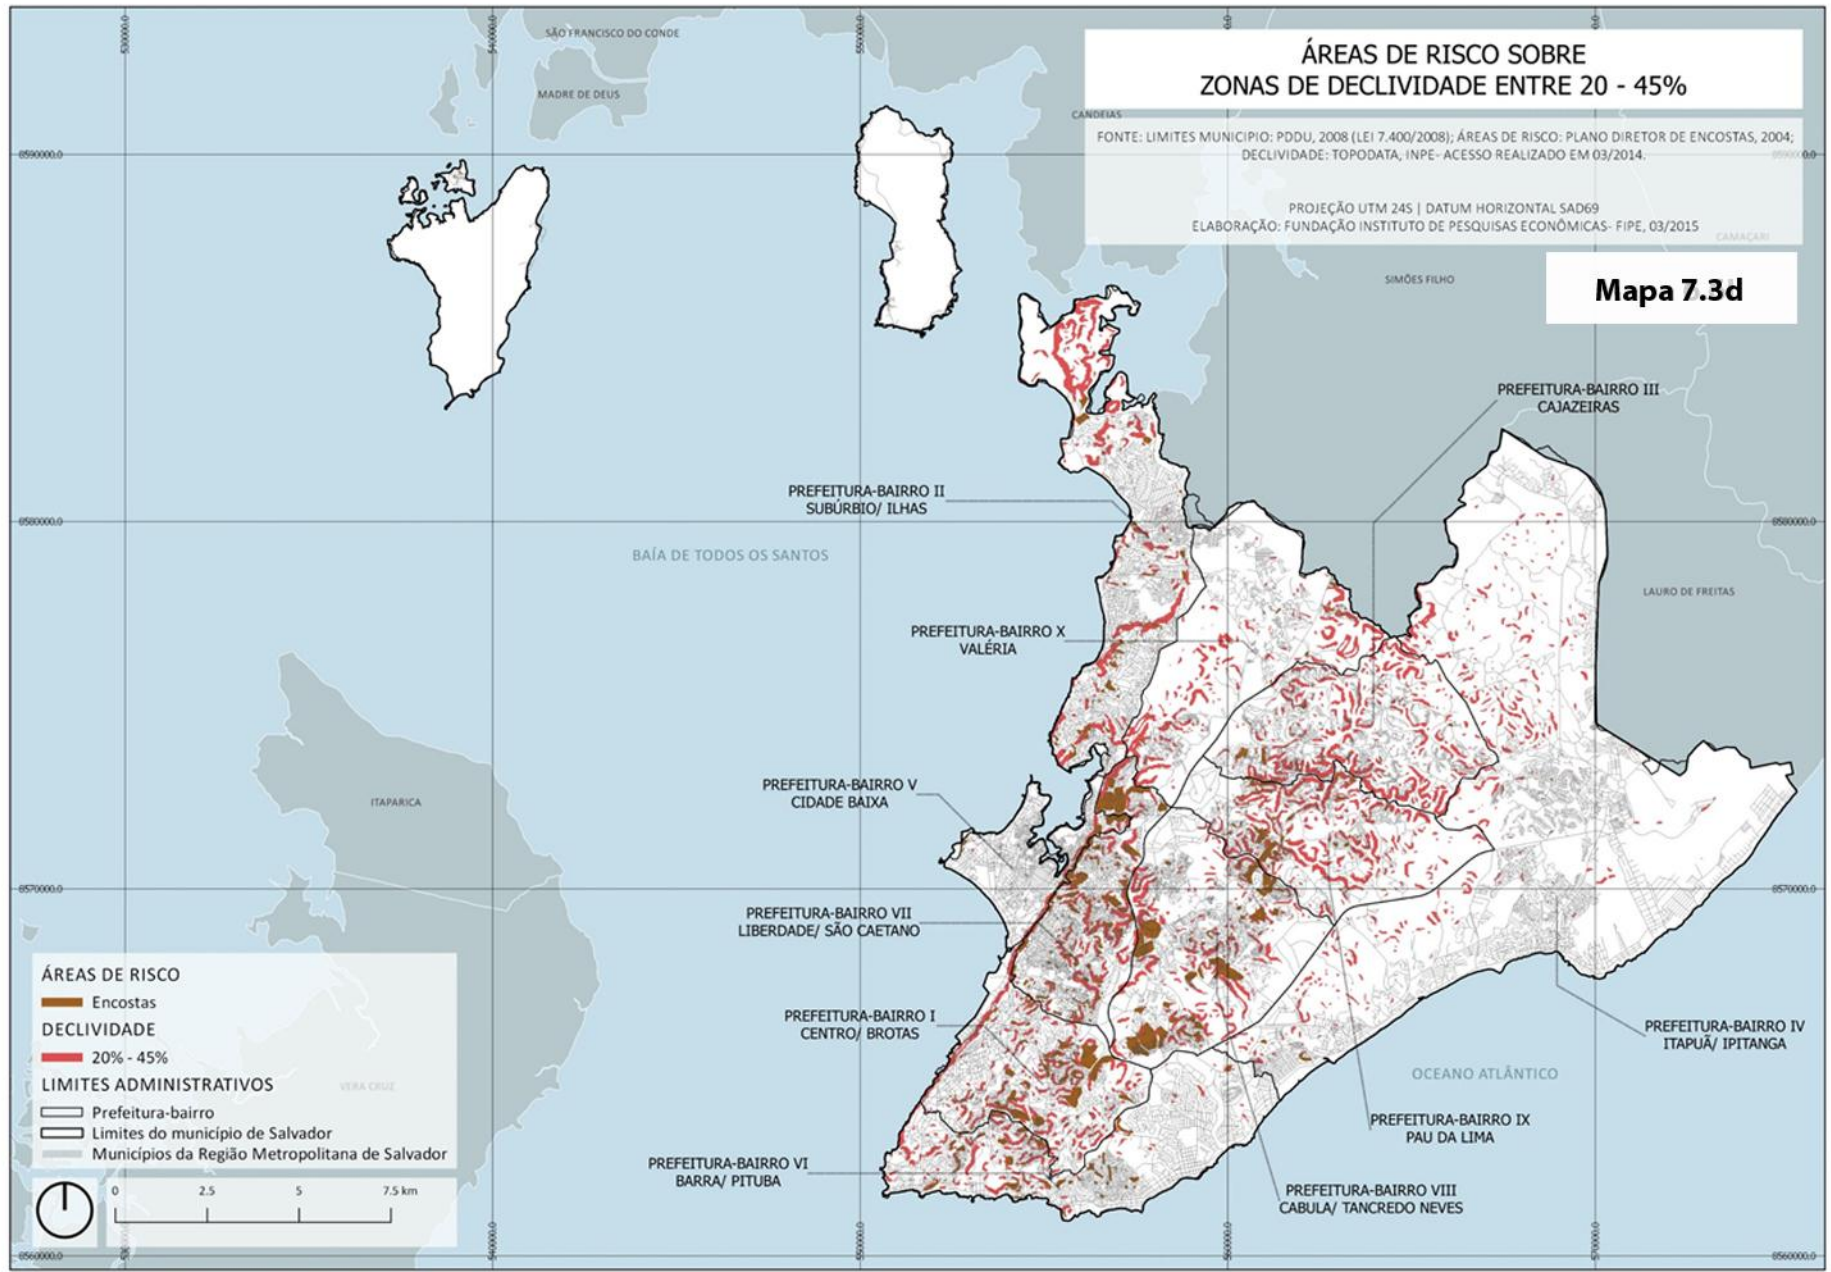 ÁREAS DE RISCO SOBRE
ZONAS DE DECLIVIDADE ENTRE 20 - 45%
FONTE: LIMITES MUNICIPIO: PDDU, 2008 (LEI 7.400/2008); ÁREAS DE RISCO: PLANO DIRETOR DE ENCOSTAS, 2004;
DECLIVIDADE: TOPODATA, INPE- ACESSO REALIZADO EM 03/2014.
PROJEÇÃO UTM 24S | DATUM HORIZONTAL SAD69
ELABORAÇÃO: FUNDAÇÃO INSTITUTO DE PESQUISAS ECONÔMICAS- FIPE, 03/2015
Mapa 7.3d
SÃO FRANCISCO DO CONDE
MADRE DE DEUS
CANDEIAS
CAMAÇARI
SIMÕES FILHO
8590000.0
PREFEITURA-BAIRRO III
CAJAZEIRAS
PREFEITURA-BAIRRO II
SUBÚRBIO/ ILHAS
8580000.0
8580000.0
BAÍA DE TODOS OS SANTOS
LAURO DE FREITAS
PREFEITURA-BAIRRO X
VALÉRIA
PREFEITURA-BAIRRO V
CIDADE BAIXA
ITAPARICA
8570000.0
8570000.0
PREFEITURA-BAIRRO VII
LIBERDADE/ SÃO CAETANO
PREFEITURA-BAIRRO I
CENTRO/ BROTAS
PREFEITURA-BAIRRO IV
ITAPUÃ/ IPITANGA
OCEANO ATLÂNTICO
VERA CRUZ
PREFEITURA-BAIRRO IX
PAU DA LIMA
PREFEITURA-BAIRRO VI
BARRA/ PITUBA
PREFEITURA-BAIRRO VIII
CABULA/ TANCREDO NEVES
ÁREAS DE RISCO
Encostas
DECLIVIDADE
20% - 45%
LIMITES ADMINISTRATIVOS
Prefeitura-bairro
Limites do município de Salvador
Municípios da Região Metropolitana de Salvador
0 2.5 5 7.5 km
8560000.0
8560000.0